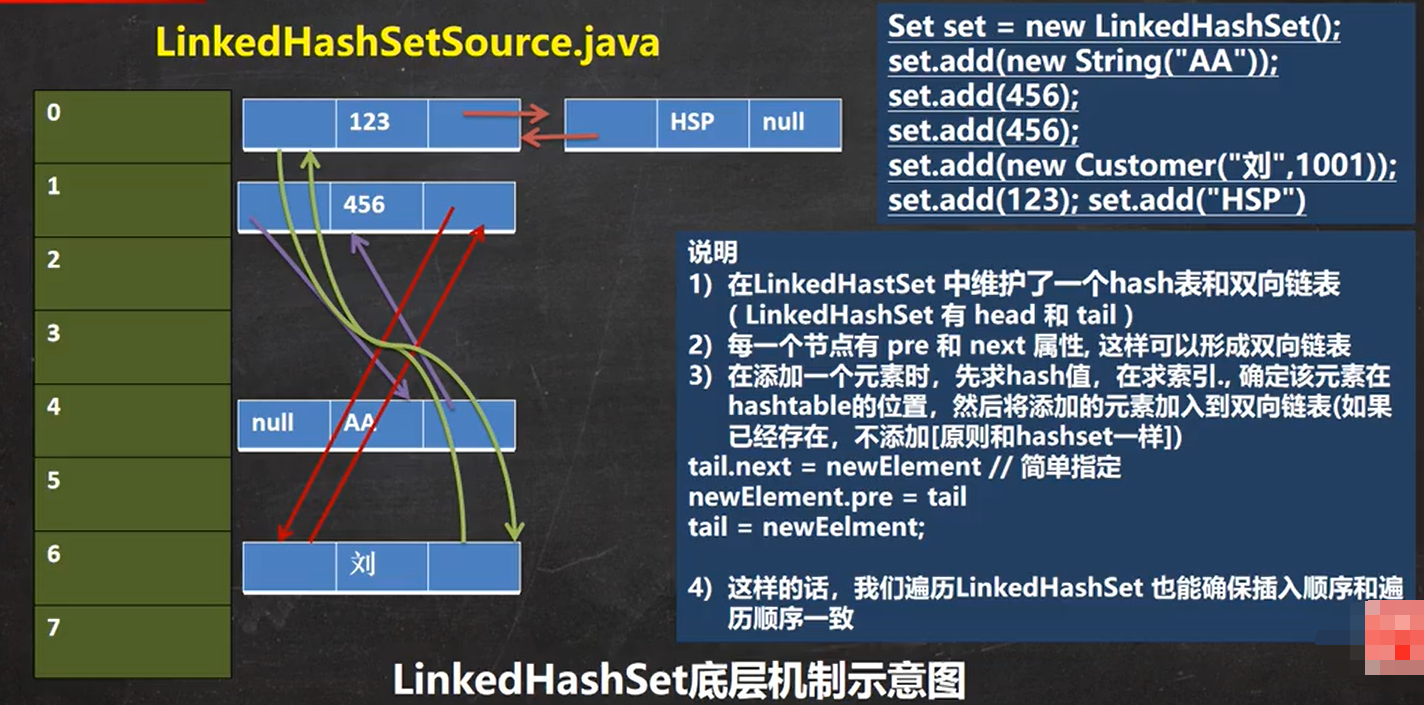 LinkedHashSetSource.java
Set set = new LinkedHashSet();
set.add(new String("AA"));
set.add(456);
set.add(456);
set.add(new Customer("刘",1001));
set.add(123); set.add("HSP")
0
123
HSP
null
1
456
2
3
4
null
AA
5
6
刘
7
说明
1) 在LinkedHastSet 中维护了一个hash表和双向链表
( LinkedHashSet 有 head 和 tail )
2) 每一个节点有 pre 和 next 属性, 这样可以形成双向链表
3) 在添加一个元素时，先求hash值，在求索引., 确定该元素在
hashtable的位置，然后将添加的元素加入到双向链表(如果
已经存在，不添加[原则和hashset一样])
tail.next = newElement // 简单指定
newElement.pre = tail
tail = newEelment;
4) 这样的话，我们遍历LinkedHashSet 也能确保插入顺序和遍
历顺序一致
LinkedHashSet底层机制示意图